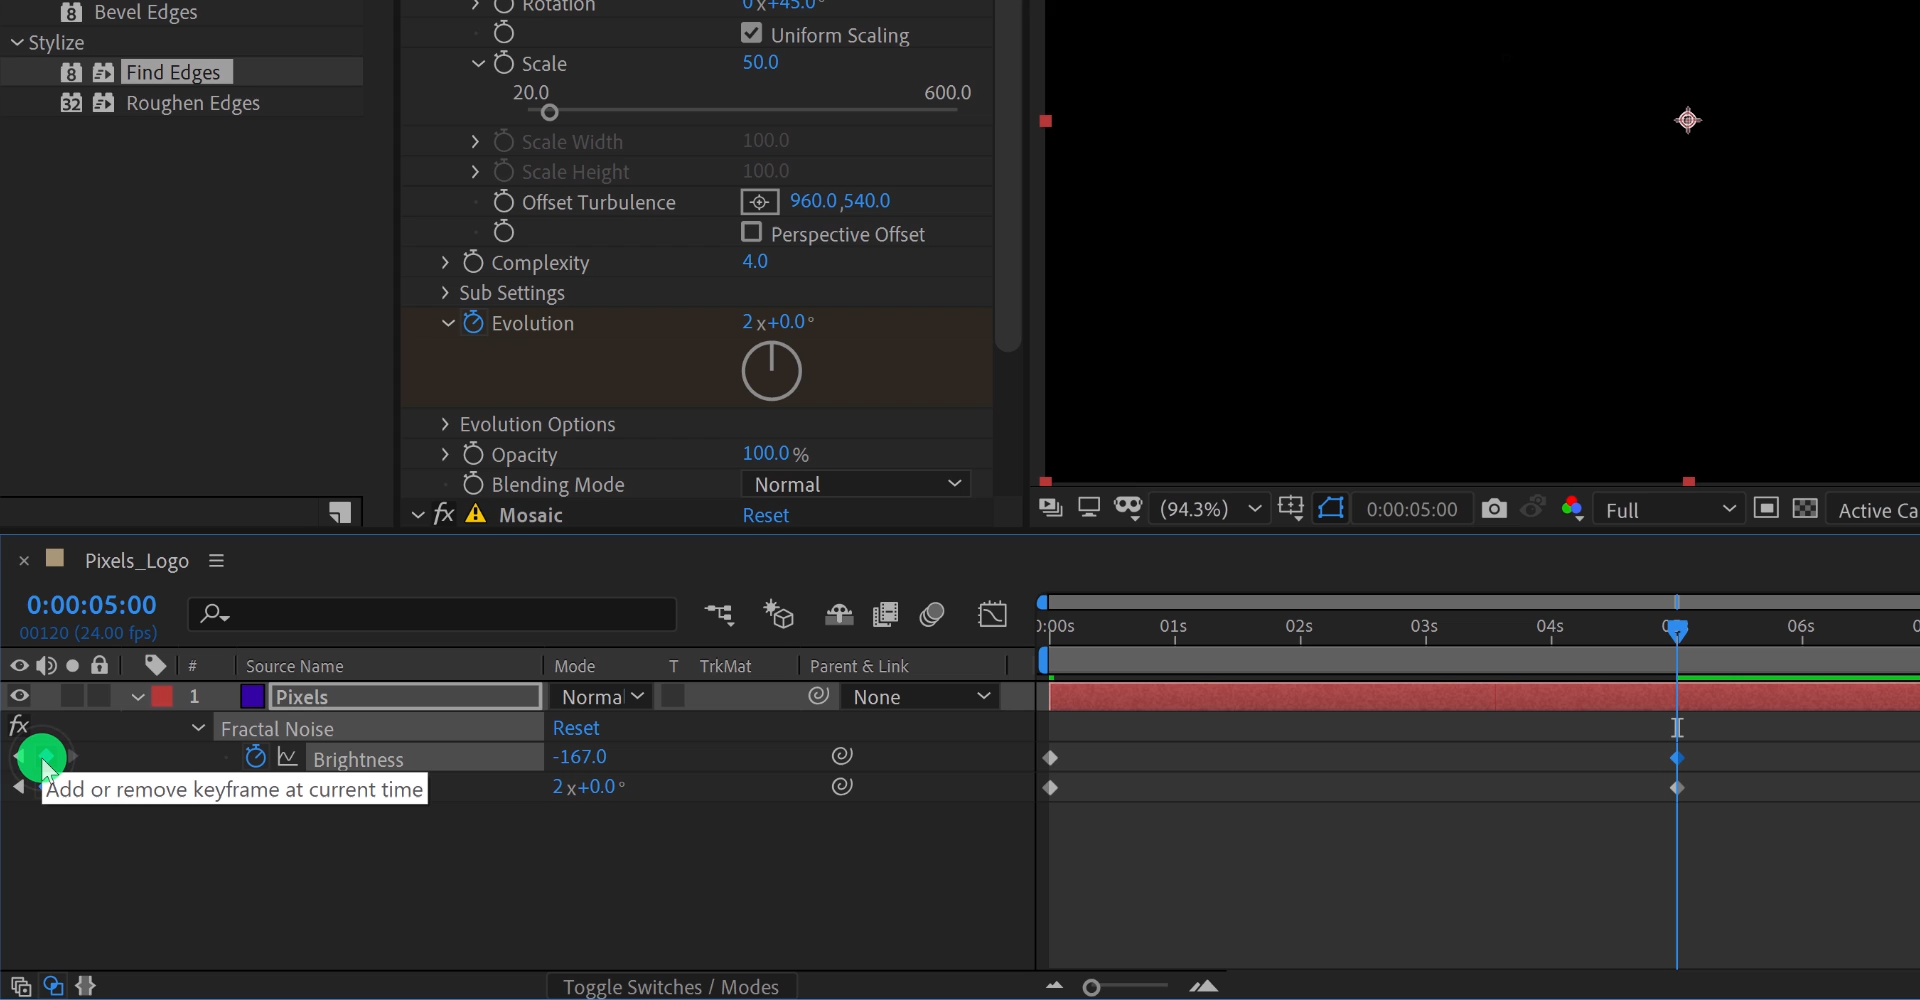 Bevel Edges
Stylize
Find Edges
Roughen Edges
Rotation 0x+45.0°
Uniform Scaling
Scale 50.0
20.0 600.0
Scale Width 100.0
Scale Height 100.0
Offset Turbulence 960.0,540.0
Perspective Offset
Complexity 4.0
Sub Settings
Evolution 2x+0.0°
Evolution Options
Opacity 100.0%
Blending Mode Normal
fx Mosaic Reset
(94.3%) 0:00:05:00 Full Active Ca
Pixels_Logo
0:00:05:00
00120 (24.00 fps)
0:00s 01s 02s 03s 04s 06s
# Source Name Mode T TrkMat Parent & Link
1 Pixels Normal None
fx Fractal Noise Reset
Brightness -167.0
Add or remove keyframe at current time 2x+0.0°
Toggle Switches / Modes